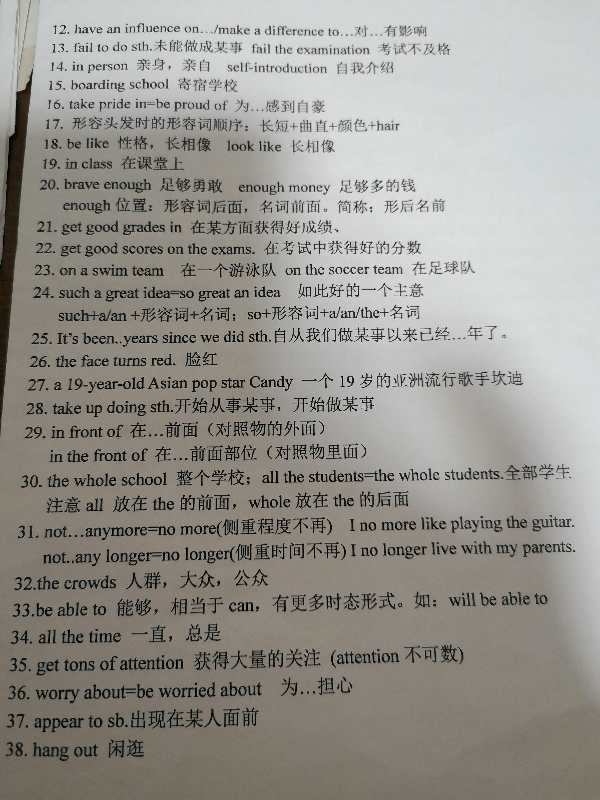 12. have an influence on…/make a difference to…对…有影响
13. fail to do sth.未能做成某事 fail the examination 考试不及格
14. in person 亲身，亲自 self-introduction 自我介绍
15. boarding school 寄宿学校
16. take pride in=be proud of 为…感到自豪
17. 形容头发时的形容词顺序：长短+曲直+颜色+hair
18. be like 性格，长相像 look like 长相像
19. in class 在课堂上
20. brave enough 足够勇敢 enough money 足够多的钱
enough 位置：形容词后面，名词前面。简称：形后名前
21. get good grades in 在某方面获得好成绩、
22. get good scores on the exams. 在考试中获得好的分数
23. on a swim team 在一个游泳队 on the soccer team 在足球队
24. such a great idea=so great an idea 如此好的一个主意
such+a/an +形容词+名词；so+形容词+a/an/the+名词
25. It's been..years since we did sth.自从我们做某事以来已经…年了。
26. the face turns red. 脸红
27. a 19-year-old Asian pop star Candy 一个 19 岁的亚洲流行歌手坎迪
28. take up doing sth.开始从事某事，开始做某事
29. in front of 在…前面（对照物的外面）
in the front of 在…前面部位（对照物里面）
30. the whole school 整个学校；all the students=the whole students.全部学生
注意 all 放在 the 的前面，whole 放在 the 的后面
31. not…anymore=no more(侧重程度不再) I no more like playing the guitar.
not..any longer=no longer(侧重时间不再) I no longer live with my parents.
32.the crowds 人群，大众，公众
33.be able to 能够，相当于 can，有更多时态形式。如：will be able to
34. all the time 一直，总是
35. get tons of attention 获得大量的关注 (attention 不可数)
36. worry about=be worried about 为…担心
37. appear to sb.出现在某人面前
38. hang out 闲逛